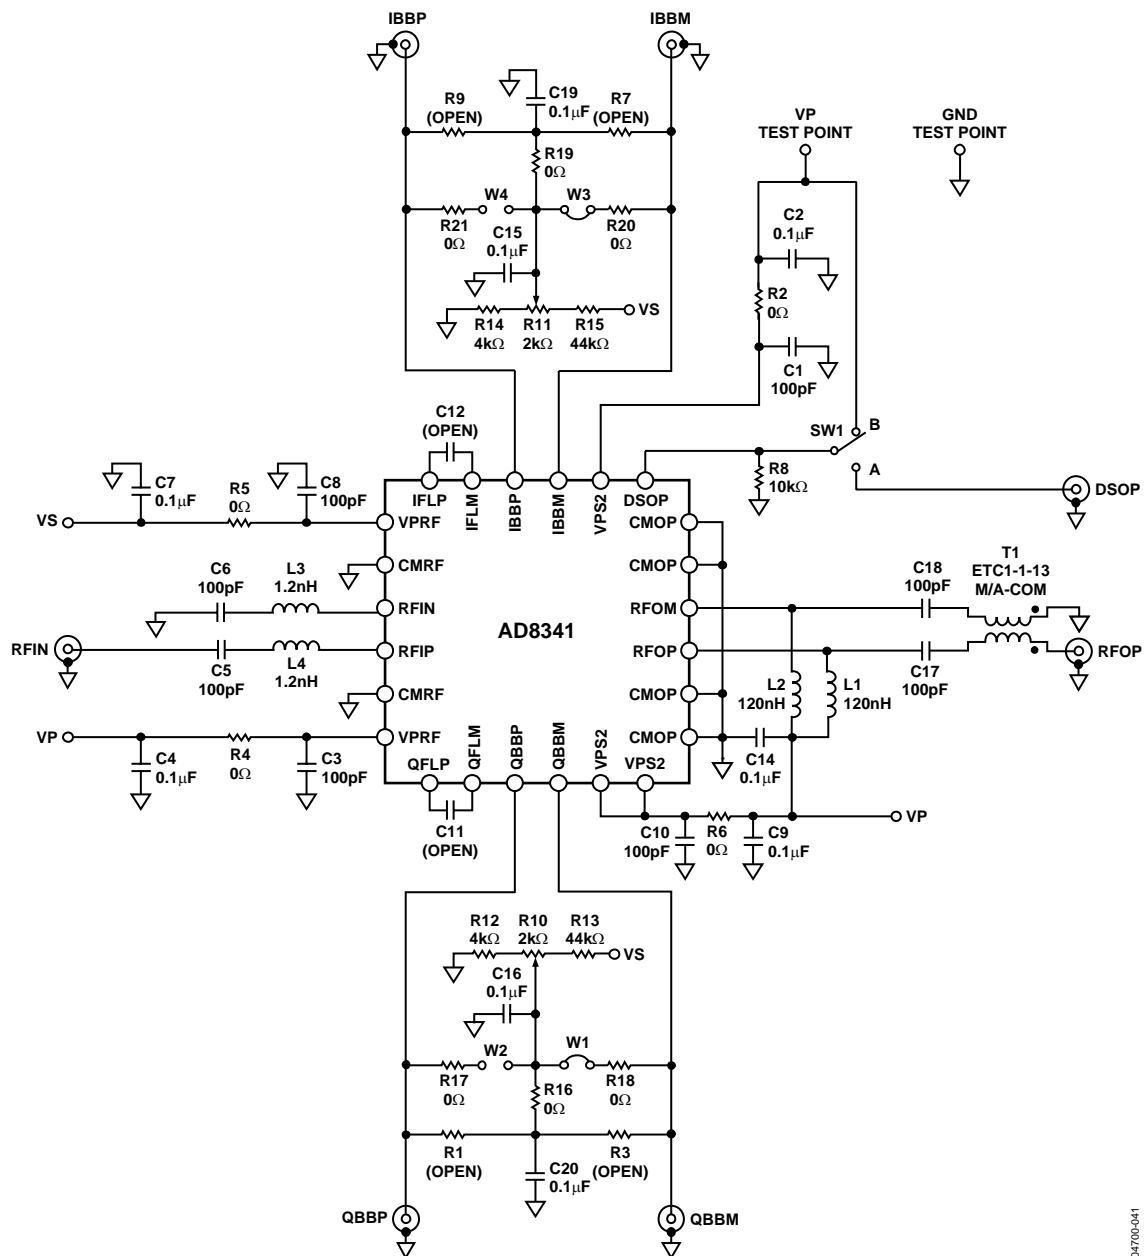 IBBP
IBBM
C19
0.1µF
R9
(OPEN)
R7
(OPEN)
VP
TEST POINT
GND
TEST POINT
R19
0Ω
W4
W3
R21
0Ω
R20
0Ω
C15
0.1µF
C2
0.1µF
R2
0Ω
VS
R14
4kΩ
R11
2kΩ
R15
44kΩ
C1
100pF
C12
(OPEN)
SW1
B
A
R8
10kΩ
DSOP
C7
0.1µF
R5
0Ω
C8
100pF
IFLP
IFLM
IBBP
IBBM
VPS2
DSOP
VS
VPRF
CMOP
CMRF
CMOP
C6
100pF
L3
1.2nH
T1
ETC1-1-13
M/A-COM
C18
100pF
RFIN
RFOM
AD8341
RFIN
RFIP
RFOP
RFOP
C5
100pF
L4
1.2nH
C17
100pF
L2
120nH
L1
120nH
CMRF
CMOP
VP
VPRF
CMOP
C4
0.1µF
R4
0Ω
C3
100pF
C14
0.1µF
QFLP
QFLM
QBBP
QBBM
VPS2
VPS2
C11
(OPEN)
C10
100pF
R6
0Ω
C9
0.1µF
VP
R12
4kΩ
R10
2kΩ
R13
44kΩ
VS
C16
0.1µF
W2
W1
R17
0Ω
R16
0Ω
R18
0Ω
R1
(OPEN)
R3
(OPEN)
C20
0.1µF
QBBP
QBBM
04700-041